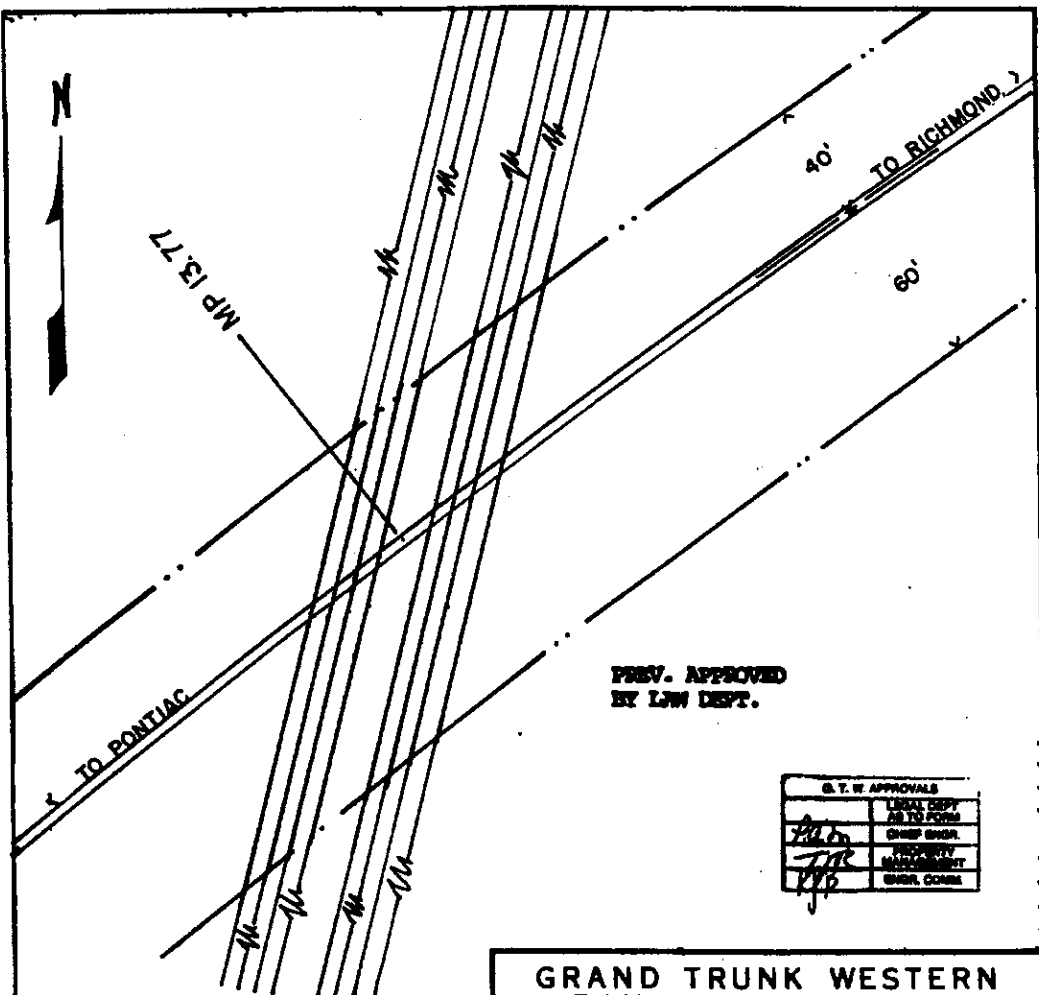 N
MP 13.77
40'
TO RICHMOND
60'
TO PONTIAC
PREV. APPROVED
BY LAW DEPT.
G. T. W. APPROVALS
LEGAL DEPT
AS TO FORM
CHIEF ENGR.
PROPERTY
MANAGEMENT
ENGR. COMM.
GRAND TRUNK WESTERN